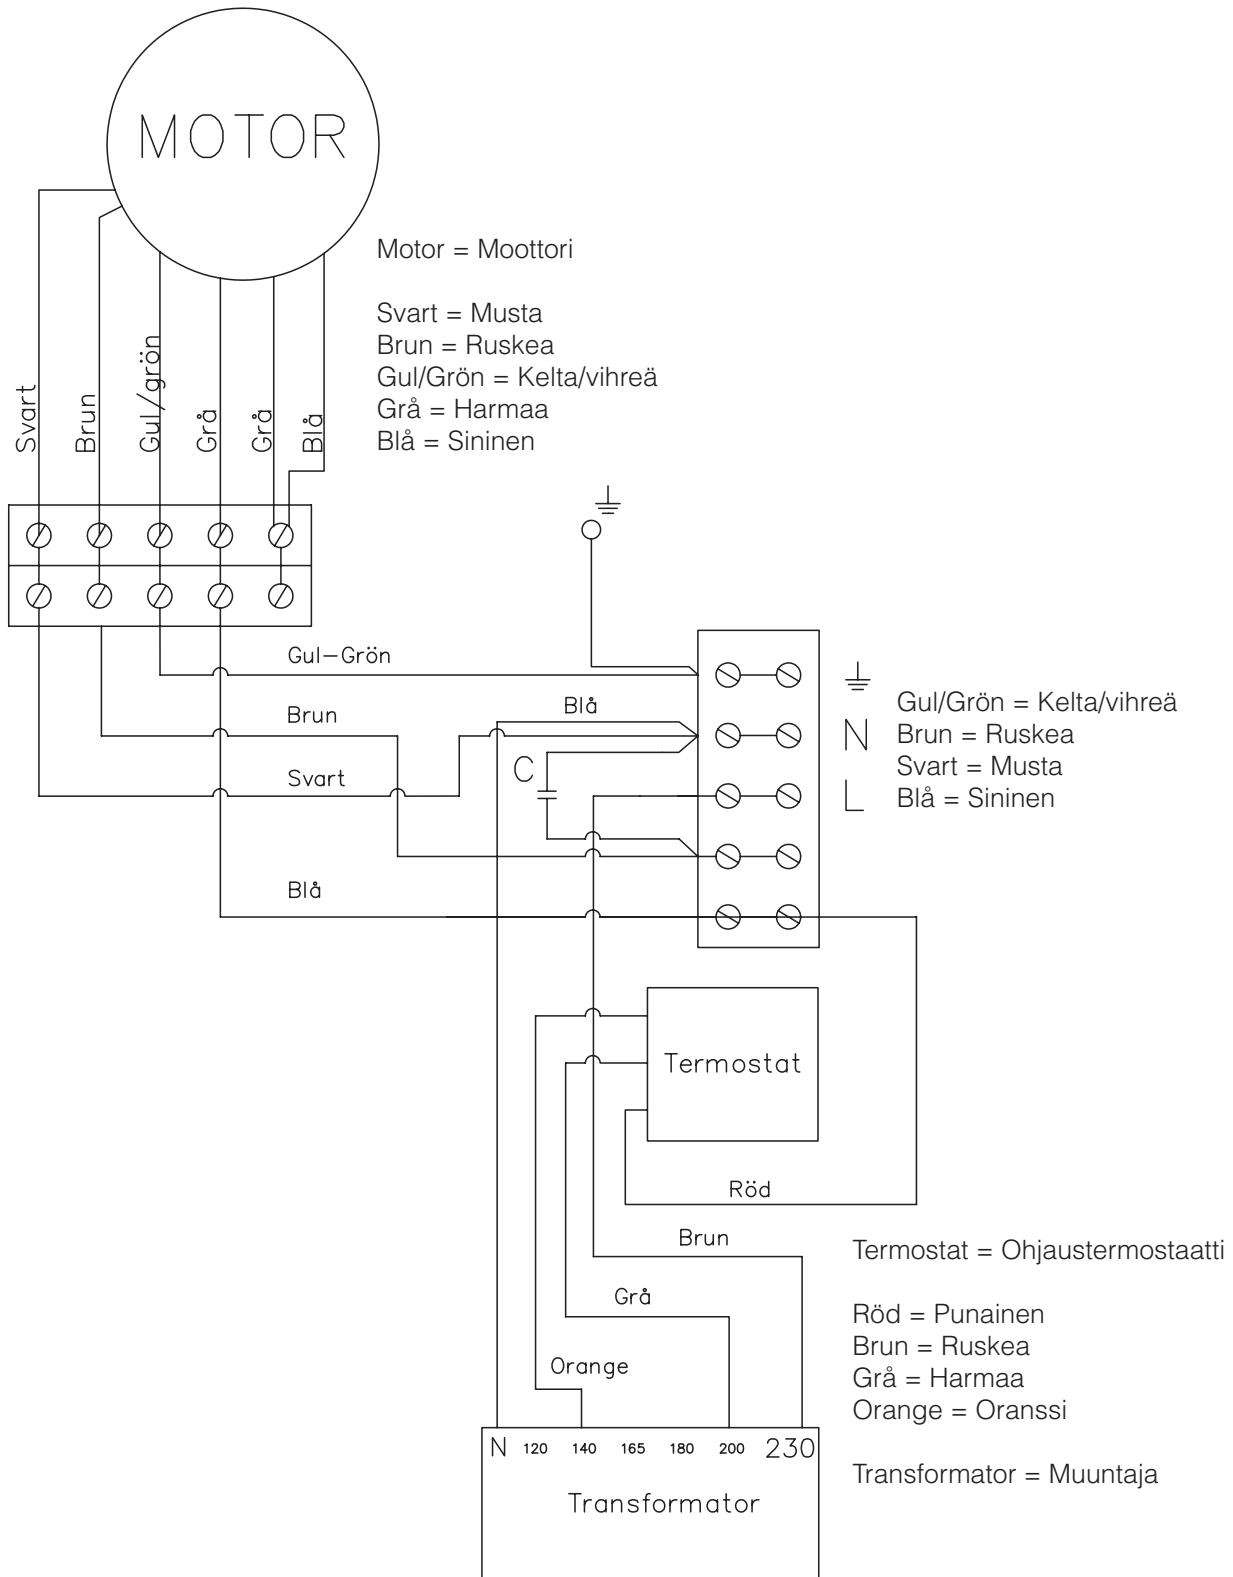 MOTOR
Motor = Moottori
Svart = Musta
Brun = Ruskea
Gul/Grön = Kelta/vihreä
Grå = Harmaa
Blå = Sininen
Svart
Brun
Gul/grön
Grå
Grå
Blå
Gul-Grön
Blå
Brun
C
Svart
Blå
N
L
Gul/Grön = Kelta/vihreä
Brun = Ruskea
Svart = Musta
Blå = Sininen
Termostat
Röd
Brun
Grå
Orange
Termostat = Ohjaustermostaatti
Röd = Punainen
Brun = Ruskea
Grå = Harmaa
Orange = Oranssi
Transformator = Muuntaja
N 120 140 165 180 200 230
Transformator